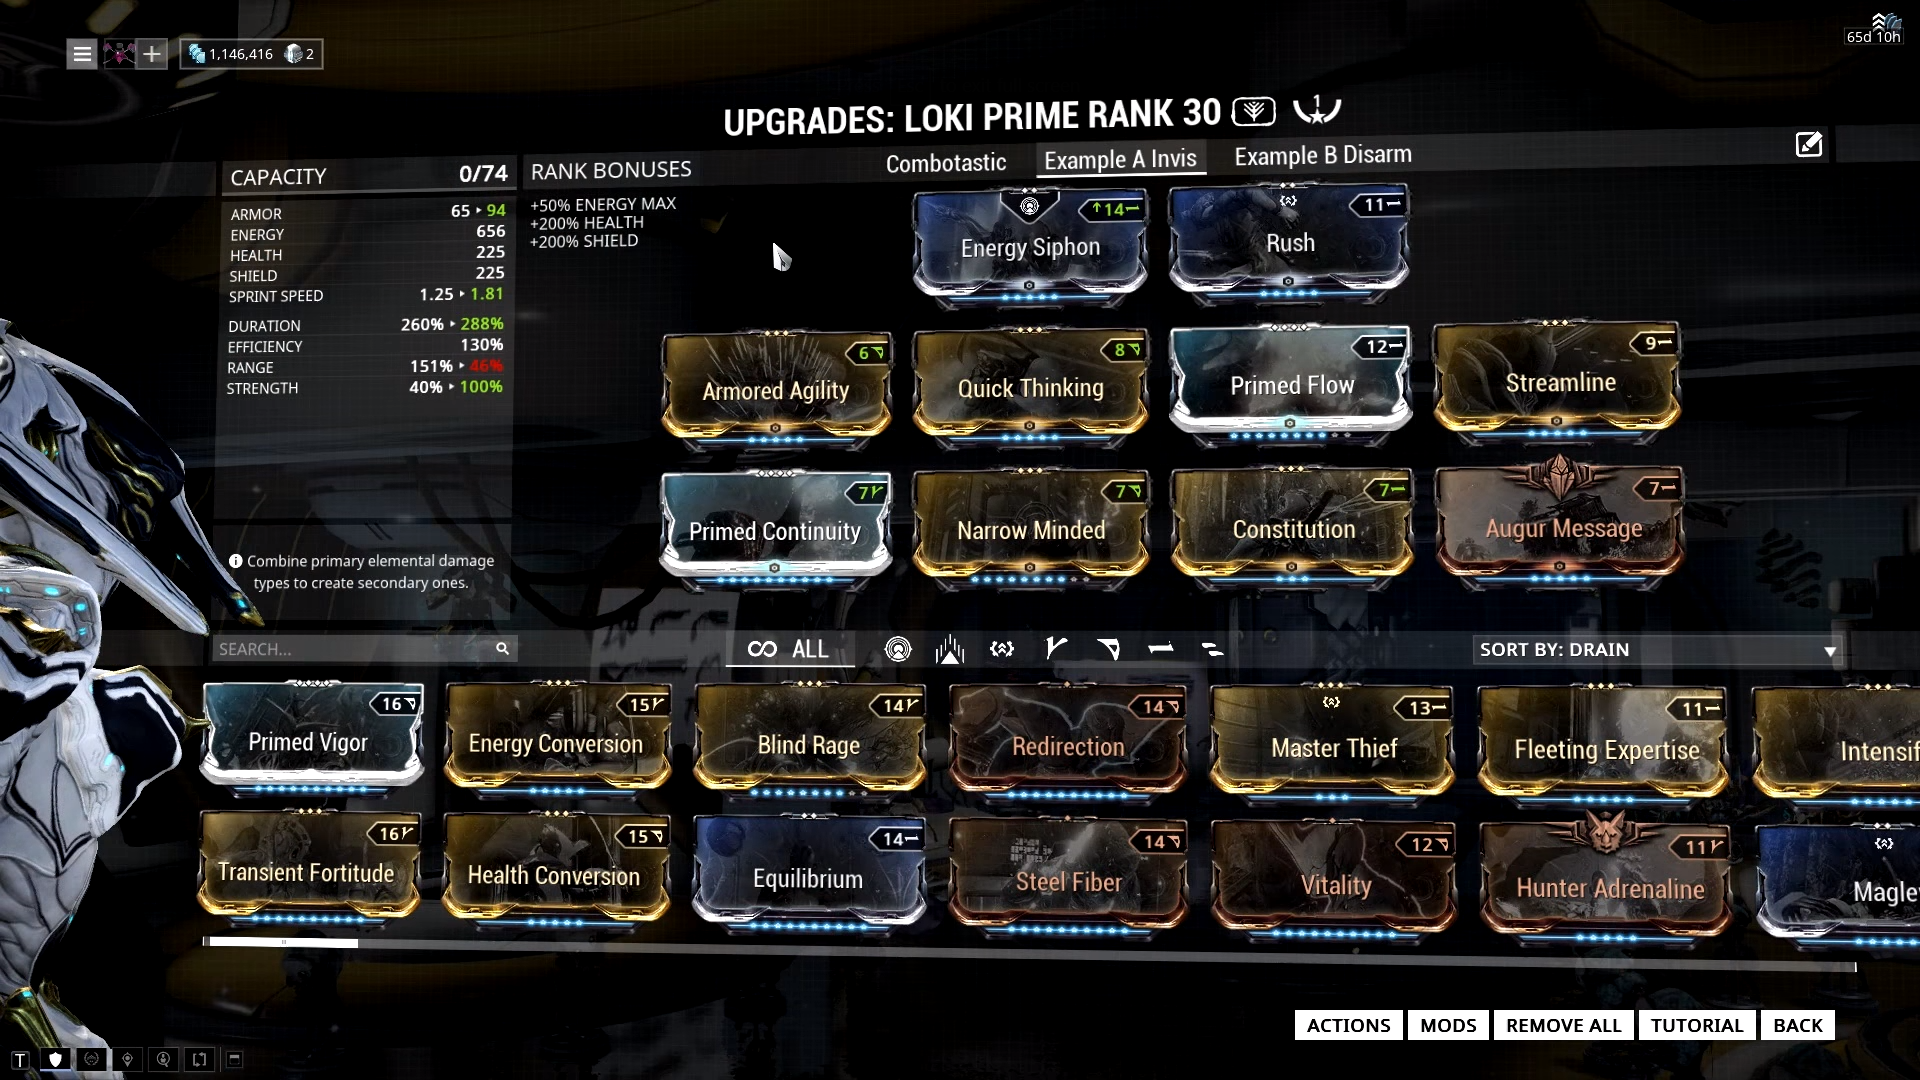 1,146,416 2
65d 10h
UPGRADES: LOKI PRIME RANK 30 1
CAPACITY 0/74
RANK BONUSES
Combotastic Example A Invis Example B Disarm
ARMOR 65 94
ENERGY 656
HEALTH 225
SHIELD 225
SPRINT SPEED 1.25 1.81
DURATION 260% 288%
EFFICIENCY 130%
RANGE 151% 46%
STRENGTH 40% 100%
+50% ENERGY MAX
+200% HEALTH
+200% SHIELD
14
Energy Siphon
11
Rush
6
Armored Agility
8
Quick Thinking
12
Primed Flow
9
Streamline
7
Primed Continuity
7
Narrow Minded
7
Constitution
7
Augur Message
Combine primary elemental damage
types to create secondary ones.
SEARCH...
ALL
SORT BY: DRAIN
16
Primed Vigor
15
Energy Conversion
14
Blind Rage
14
Redirection
13
Master Thief
11
Fleeting Expertise
Intensif
16
Transient Fortitude
15
Health Conversion
14
Equilibrium
14
Steel Fiber
12
Vitality
11
Hunter Adrenaline
Magle
T
ACTIONS MODS REMOVE ALL TUTORIAL BACK